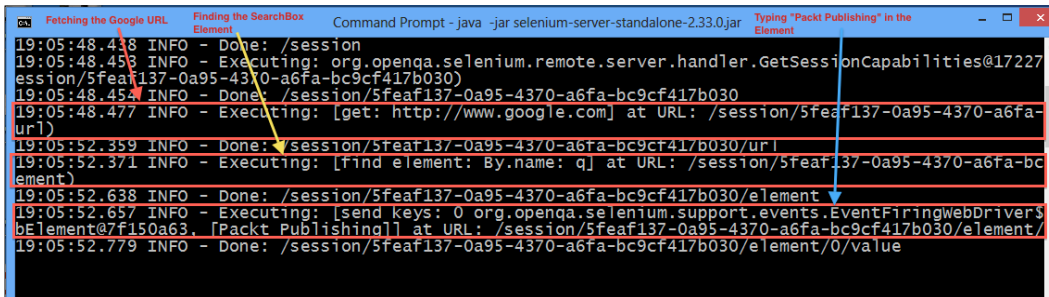 Fetching the Google URL
Finding the SearchBox
Element
Command Prompt - java -jar selenium-server-standalone-2.33.0.jar
Typing "Packt Publishing" in the
Element
19:05:48.438 INFO - Done: /session
19:05:48.453 INFO - Executing: org.openqa.selenium.remote.server.handler.GetSessionCapabilities@17227
ession/5feaf137-0a95-4370-a6fa-bc9cf417b030)
19:05:48.454 INFO - Done: /session/5feaf137-0a95-4370-a6fa-bc9cf417b030
19:05:48.477 INFO - Executing: [get: http://www.google.com] at URL: /session/5feaf137-0a95-4370-a6fa-
url)
19:05:52.359 INFO - Done: /session/5feaf137-0a95-4370-a6fa-bc9cf417b030/url
19:05:52.371 INFO - Executing: [find element: By.name: q] at URL: /session/5feaf137-0a95-4370-a6fa-bc
ement)
19:05:52.638 INFO - Done: /session/5feaf137-0a95-4370-a6fa-bc9cf417b030/element
19:05:52.657 INFO - Executing: [send keys: 0 org.openqa.selenium.support.events.EventFiringWebDriver$
bElement@7f150a63, [Packt Publishing]] at URL: /session/5feaf137-0a95-4370-a6fa-bc9cf417b030/element/
19:05:52.779 INFO - Done: /session/5feaf137-0a95-4370-a6fa-bc9cf417b030/element/0/value